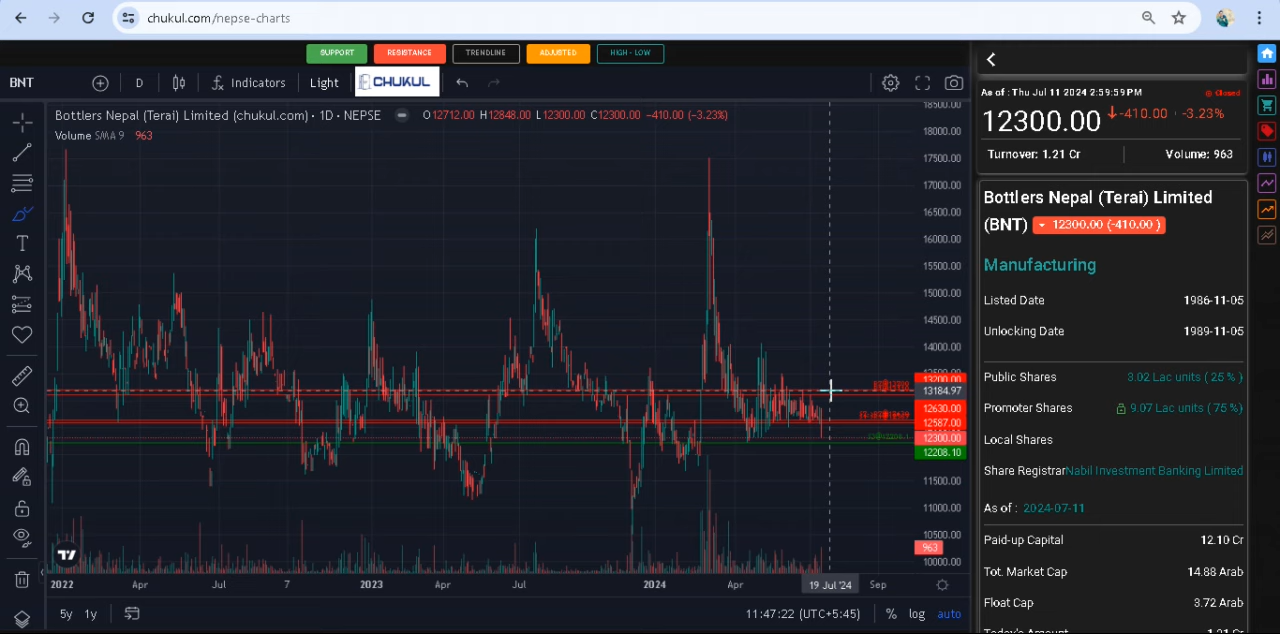 chukul.com/nepse-charts
SUPPORT RESISTANCE TRENDLINE ADJUSTED HIGH - LOW
BNT D Indicators Light CHUKUL
Bottlers Nepal (Terai) Limited (chukul.com) · 1D · NEPSE O12712.00 H12848.00 L12300.00 C12300.00 -410.00 (-3.23%)
Volume SMA 9 963
18500.00
18000.00
17500.00
17000.00
16500.00
16000.00
15500.00
15000.00
14500.00
14000.00
13200.00
13184.97
12630.00
12587.00
12300.00
12208.10
11500.00
11000.00
10500.00
963
10000.00
2022 Apr Jul 7 2023 Apr Jul 2024 Apr 19 Jul '24 Sep
5y 1y 11:47:22 (UTC+5:45) % log auto
As of : Thu Jul 11 2024 2:59:59 PM Closed
12300.00 -410.00 · -3.23%
Turnover: 1.21 Cr Volume: 963
Bottlers Nepal (Terai) Limited
(BNT) 12300.00 (-410.00 )
Manufacturing
Listed Date 1986-11-05
Unlocking Date 1989-11-05
Public Shares 3.02 Lac units ( 25 % )
Promoter Shares 9.07 Lac units ( 75 % )
Local Shares
Share Registrar Nabil Investment Banking Limited
As of : 2024-07-11
Paid-up Capital 12.10 Cr
Tot. Market Cap 14.88 Arab
Float Cap 3.72 Arab
Today's Amount 1.21 Cr